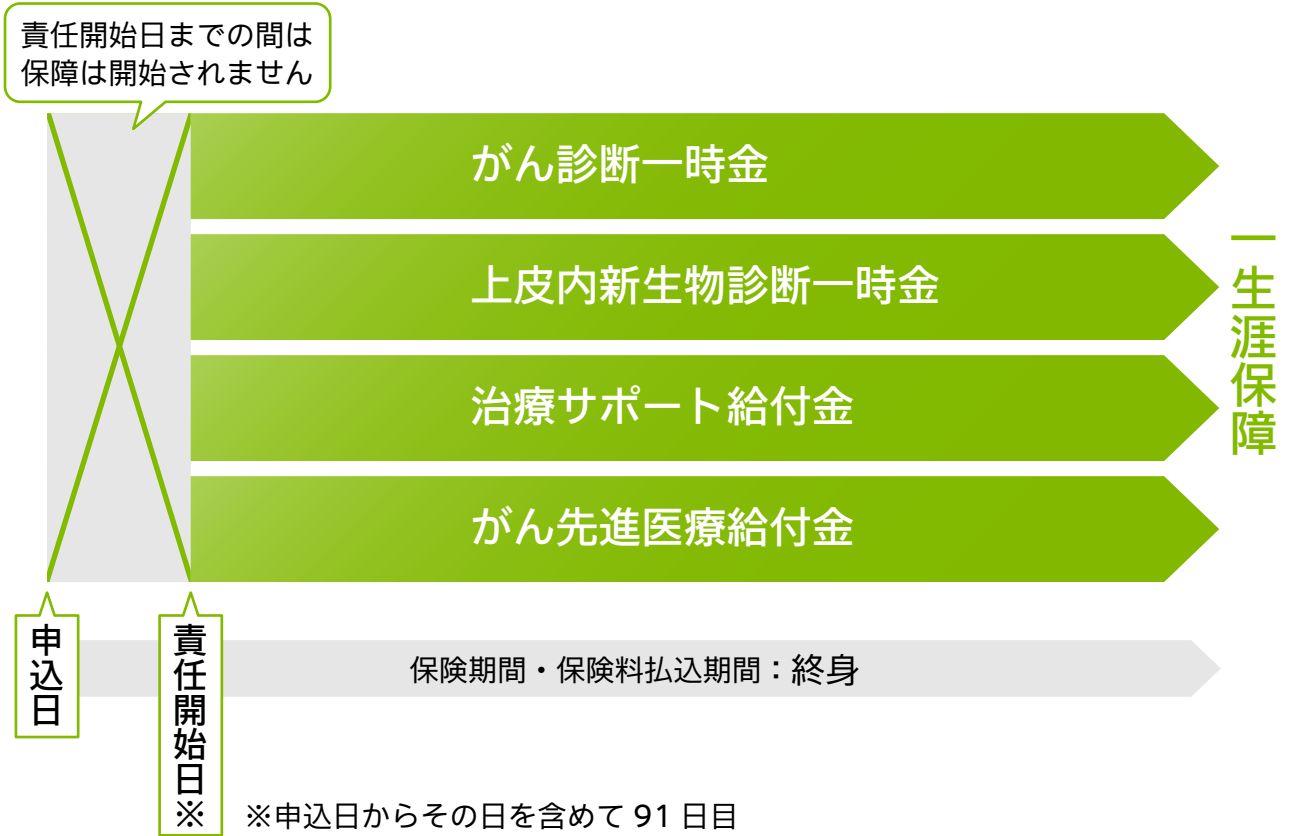 責任開始日までの間は
保障は開始されません
がん診断一時金
上皮内新生物診断一時金
治療サポート給付金
がん先進医療給付金
一生涯保障
申込日
責任開始日※
保険期間・保険料払込期間：終身
※申込日からその日を含めて 91 日目